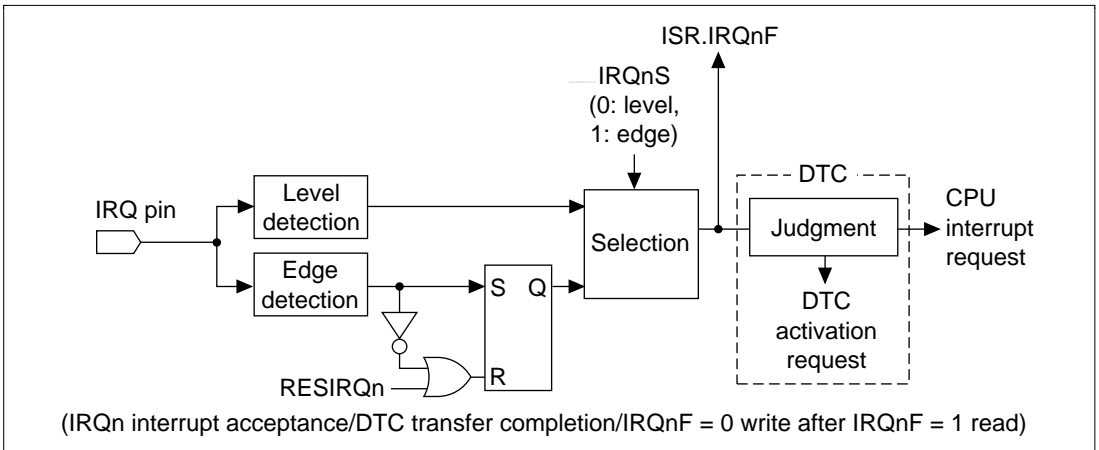 ISR.IRQnF
IRQnS
(0: level,
1: edge)
DTC
IRQ pin
Level
detection
Selection
Judgment
CPU
interrupt
request
Edge
detection
S Q
R
DTC
activation
request
RESIRQn
(IRQn interrupt acceptance/DTC transfer completion/IRQnF = 0 write after IRQnF = 1 read)